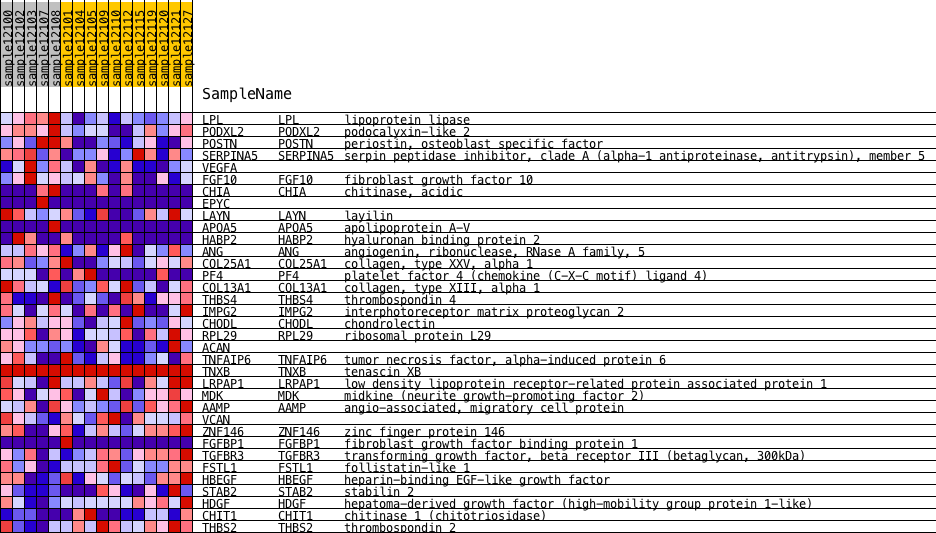 sample12100
sample12102
sample12103
sample12107
sample12108
sample12101
sample12104
sample12105
sample12109
sample12110
sample12112
sample12115
sample12119
sample12120
sample12121
sample12127
SampleName
LPL LPL lipoprotein lipase
PODXL2 PODXL2 podocalyxin-like 2
POSTN POSTN periostin, osteoblast specific factor
SERPINA5 SERPINA5 serpin peptidase inhibitor, clade A (alpha-1 antiproteinase, antitrypsin), member 5
VEGFA
FGF10 FGF10 fibroblast growth factor 10
CHIA CHIA chitinase, acidic
EPYC
LAYN LAYN layilin
APOA5 APOA5 apolipoprotein A-V
HABP2 HABP2 hyaluronan binding protein 2
ANG ANG angiogenin, ribonuclease, RNase A family, 5
COL25A1 COL25A1 collagen, type XXV, alpha 1
PF4 PF4 platelet factor 4 (chemokine (C-X-C motif) ligand 4)
COL13A1 COL13A1 collagen, type XIII, alpha 1
THBS4 THBS4 thrombospondin 4
IMPG2 IMPG2 interphotoreceptor matrix proteoglycan 2
CHODL CHODL chondrolectin
RPL29 RPL29 ribosomal protein L29
ACAN
TNFAIP6 TNFAIP6 tumor necrosis factor, alpha-induced protein 6
TNXB TNXB tenascin XB
LRPAP1 LRPAP1 low density lipoprotein receptor-related protein associated protein 1
MDK MDK midkine (neurite growth-promoting factor 2)
AAMP AAMP angio-associated, migratory cell protein
VCAN
ZNF146 ZNF146 zinc finger protein 146
FGFBP1 FGFBP1 fibroblast growth factor binding protein 1
TGFBR3 TGFBR3 transforming growth factor, beta receptor III (betaglycan, 300kDa)
FSTL1 FSTL1 follistatin-like 1
HBEGF HBEGF heparin-binding EGF-like growth factor
STAB2 STAB2 stabilin 2
HDGF HDGF hepatoma-derived growth factor (high-mobility group protein 1-like)
CHIT1 CHIT1 chitinase 1 (chitotriosidase)
THBS2 THBS2 thrombospondin 2